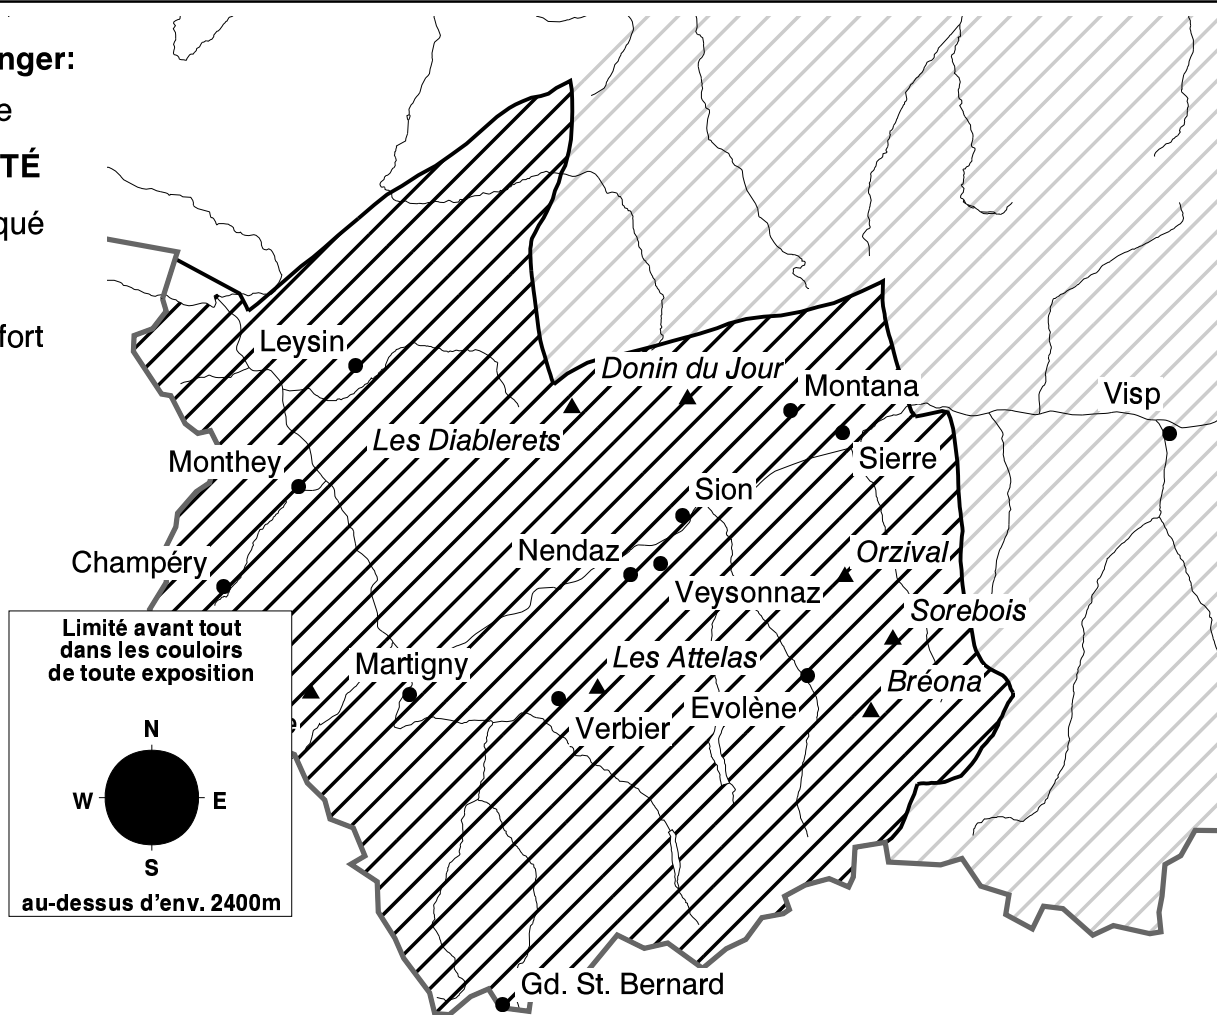 nger:
e
TÉ
qué
fort
Leysin
Donin du Jour
Montana
Visp
Les Diablerets
Monthey
Sierre
Sion
Champéry
Nendaz
Orzival
Veysonnaz
Sorebois
Limité avant tout
dans les couloirs
de toute exposition
Martigny
Les Attelas
Bréona
Evolène
e
Verbier
N
W
E
S
au-dessus d'env. 2400m
Gd. St. Bernard